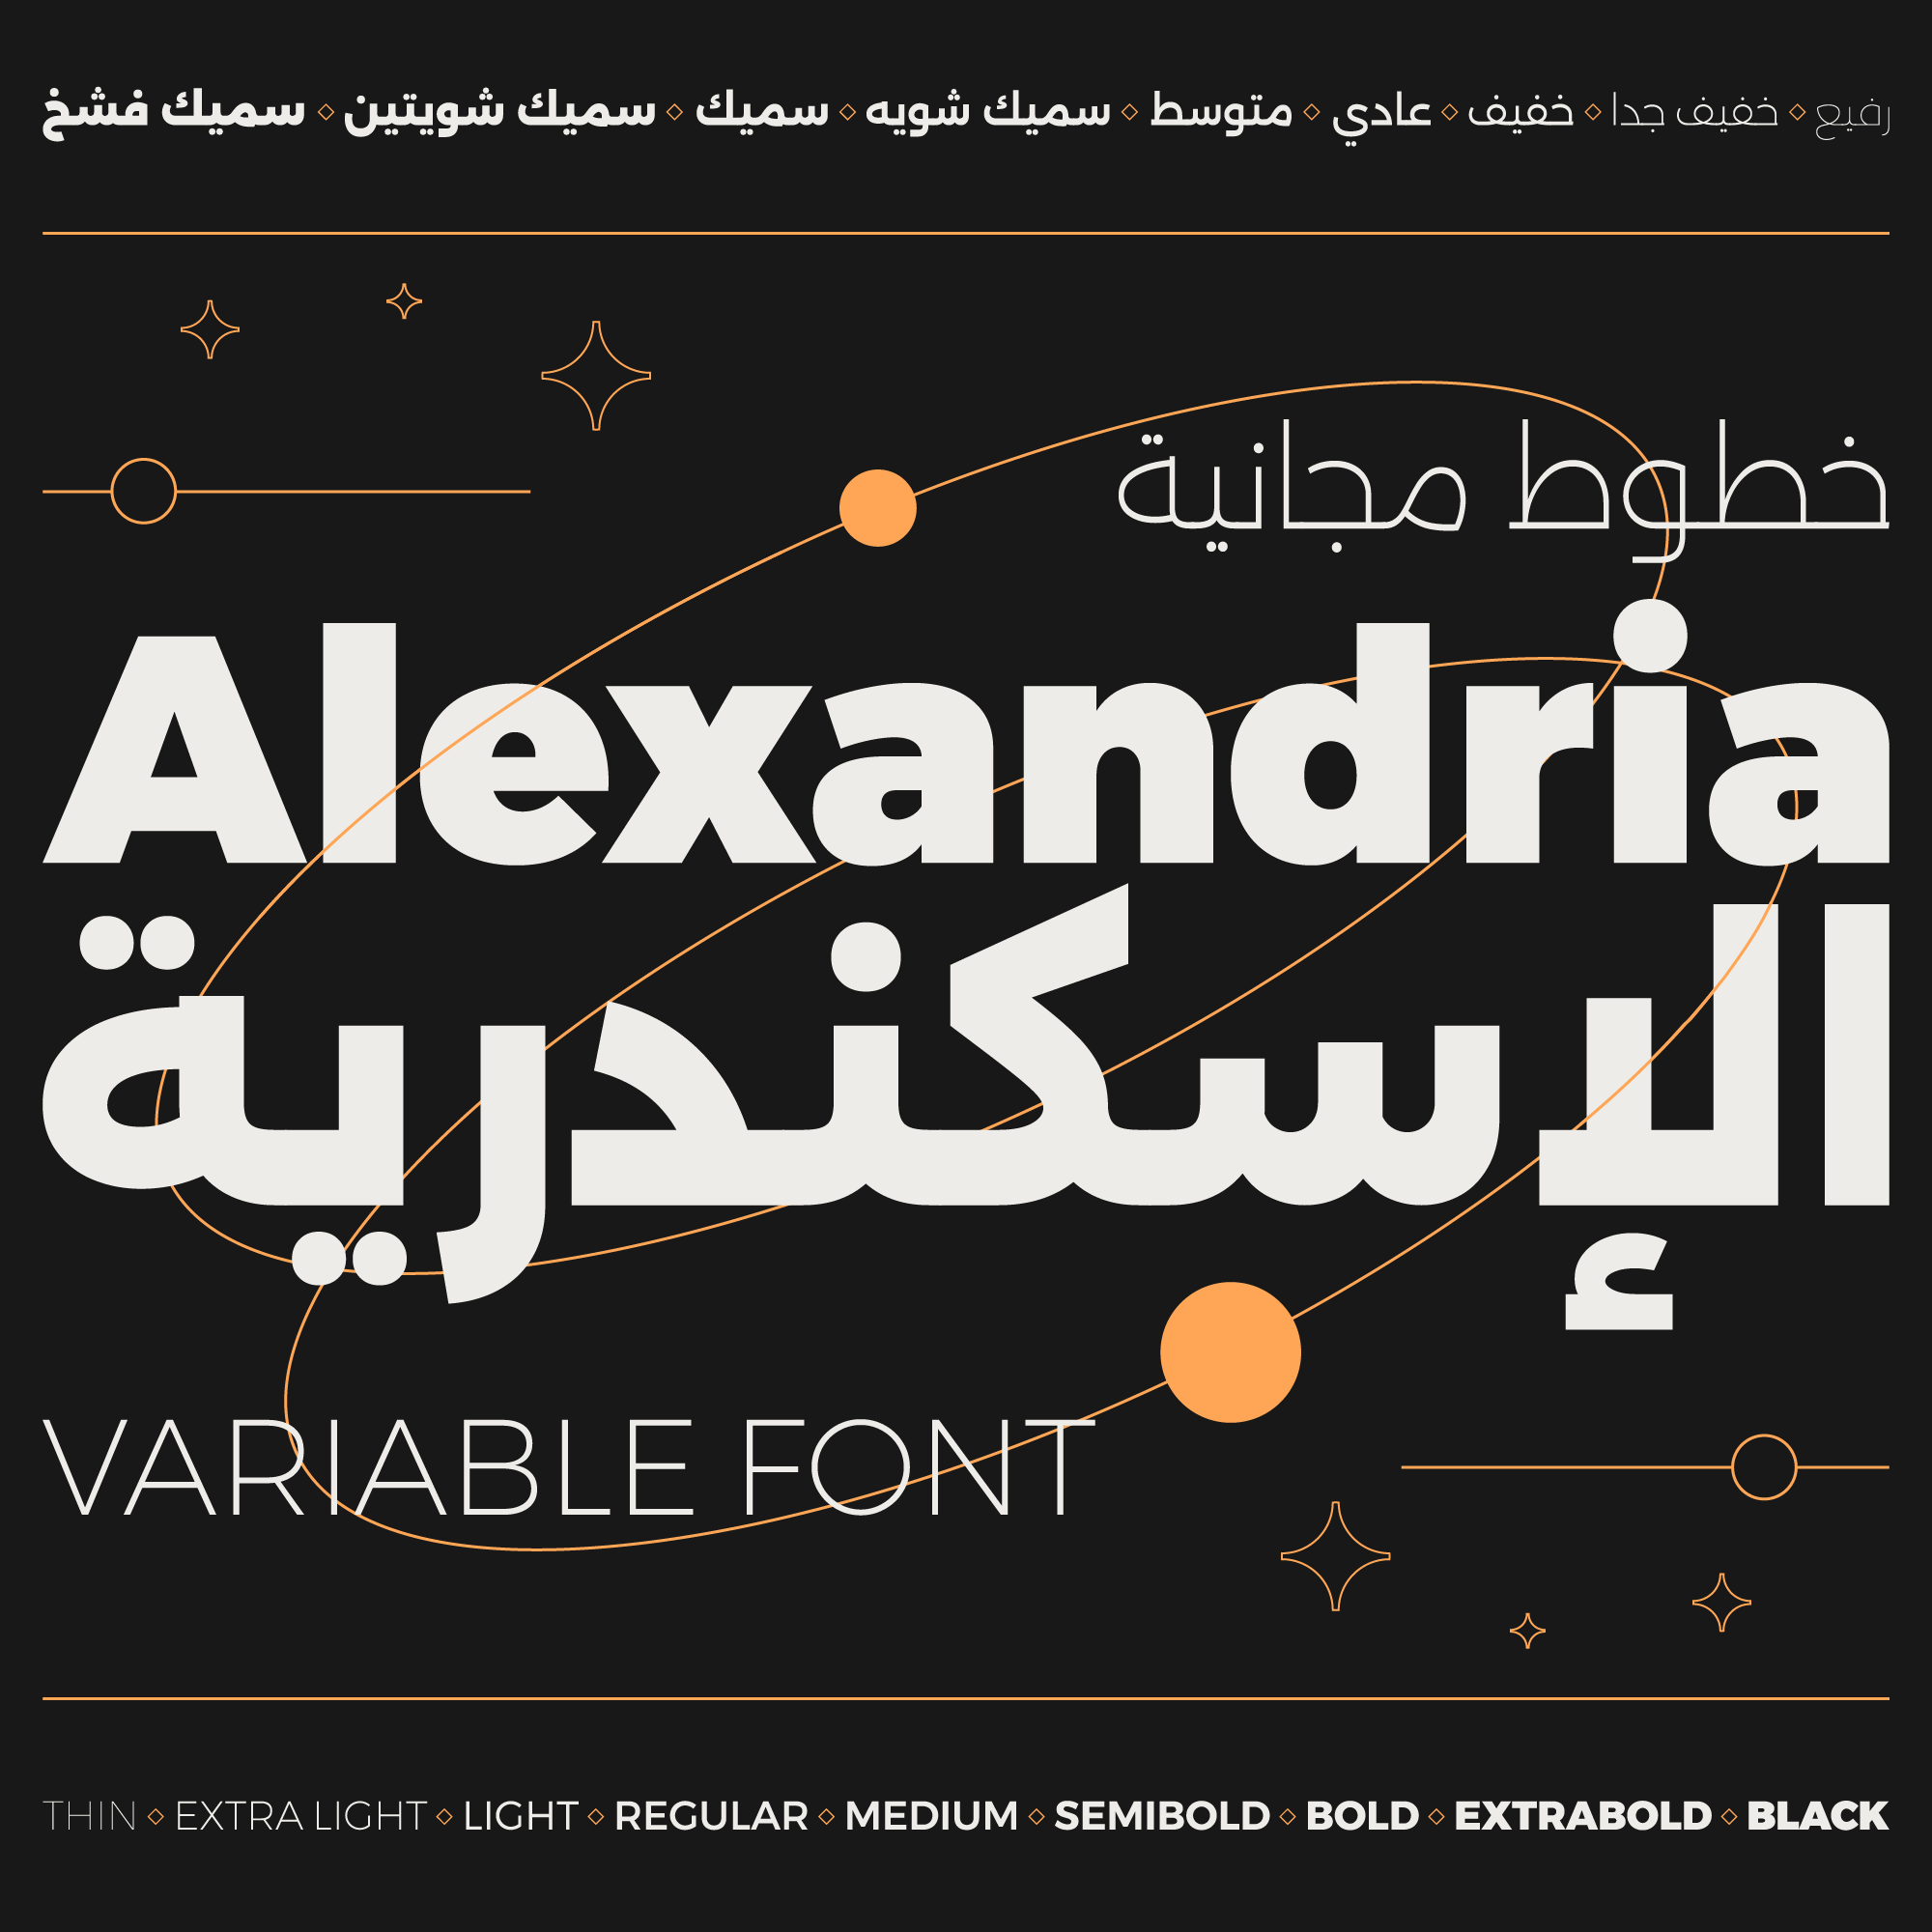 رفيع ◇ خفيف جدا ◇ خفيف ◇ عادي ◇ متوسط ◇ سميك شويه ◇ سميك ◇ سميك شويتين ◇ سميك فشخ
خطوط مجانية
Alexandria
الإسكندرية
VARIABLE FONT
THIN ◇ EXTRA LIGHT ◇ LIGHT ◇ REGULAR ◇ MEDIUM ◇ SEMIBOLD ◇ BOLD ◇ EXTRABOLD ◇ BLACK